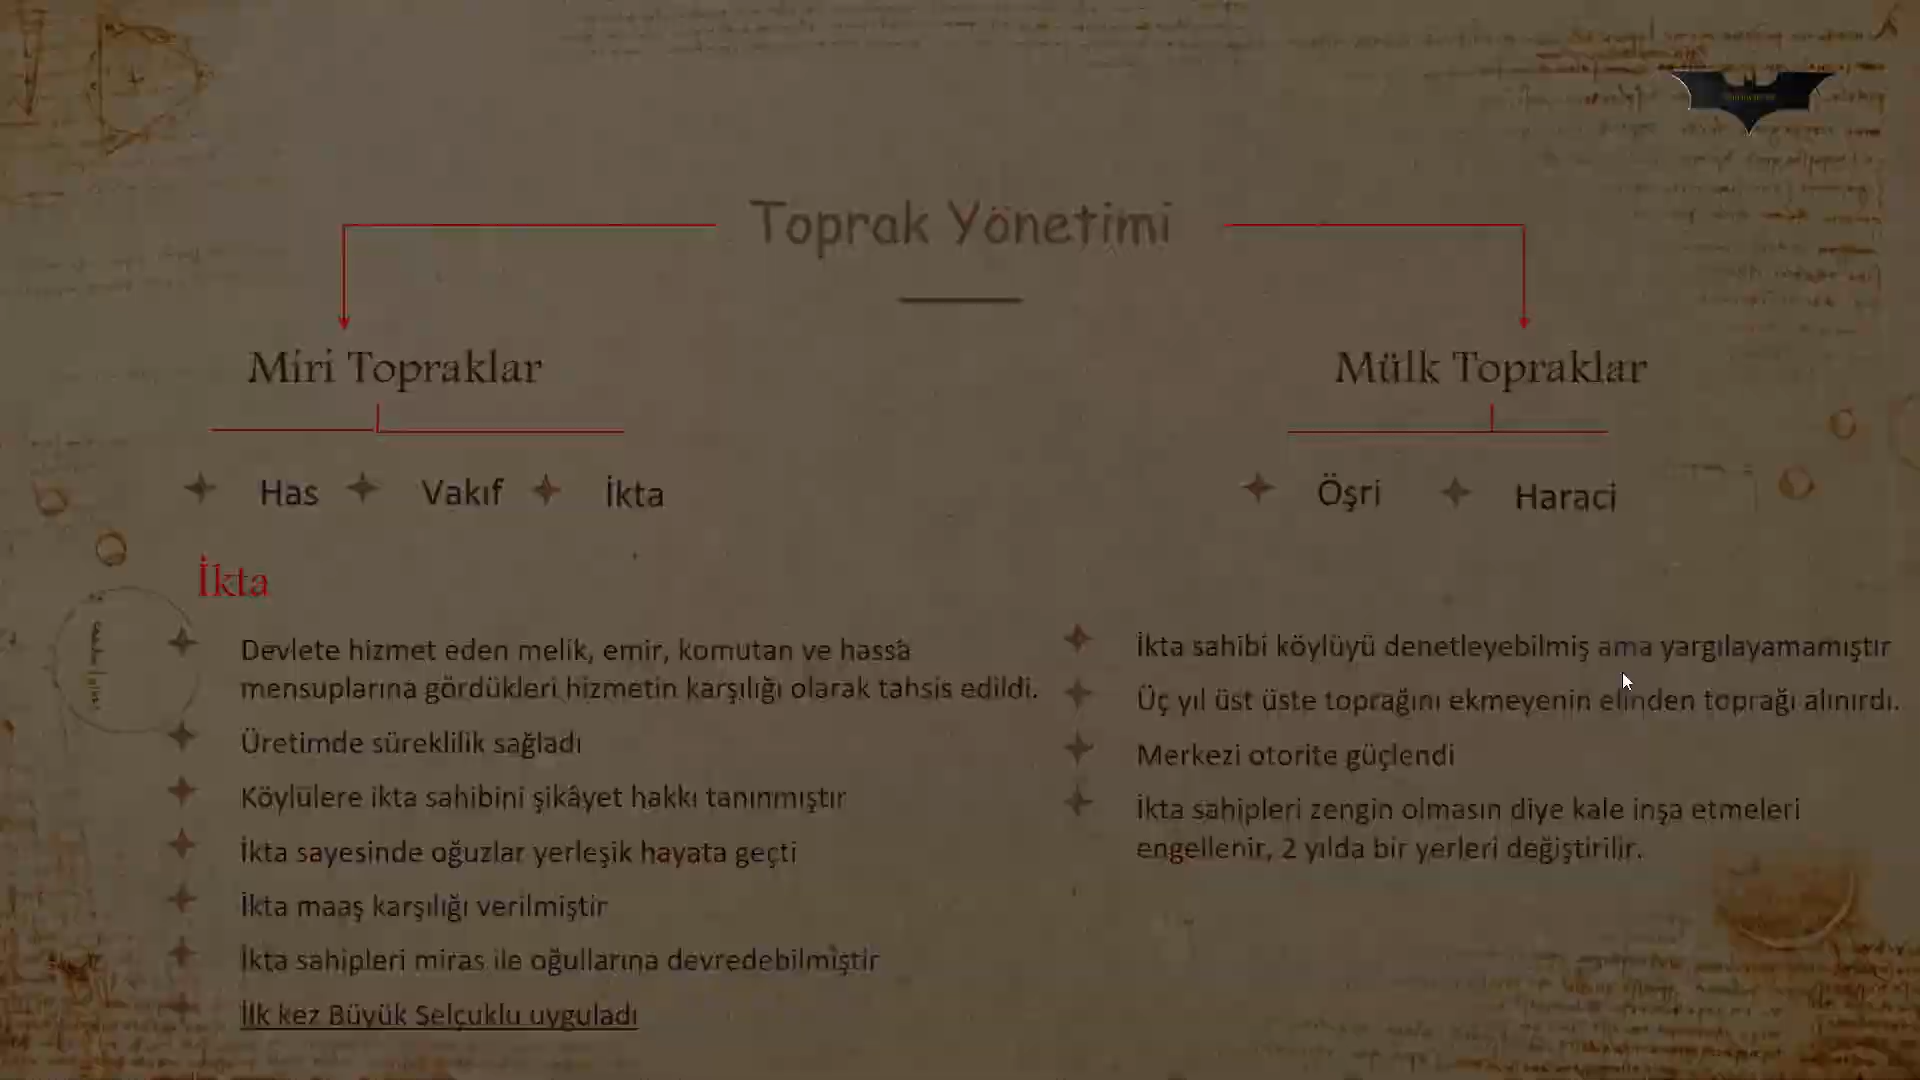 Toprak Yönetimi
Miri Topraklar
Mülk Topraklar
Has
Vakıf
İkta
Öşri
Haraci
İkta
Devlete hizmet eden melik, emir, komutan ve hassa
mensuplarına gördükleri hizmetin karşılığı olarak tahsis edildi.
Üretimde süreklilik sağladı
Köylülere ikta sahibini şikâyet hakkı tanınmıştır
İkta sayesinde oğuzlar yerleşik hayata geçti
İkta maaş karşılığı verilmiştir
İkta sahipleri miras ile oğullarına devredebilmiştir
İlk kez Büyük Selçuklu uyguladı
İkta sahibi köylüyü denetleyebilmiş ama yargılayamamıştır
Üç yıl üst üste toprağını ekmeyenin elinden toprağı alınırdı.
Merkezi otorite güçlendi
İkta sahipleri zengin olmasın diye kale inşa etmeleri
engellenir, 2 yılda bir yerleri değiştirilir.